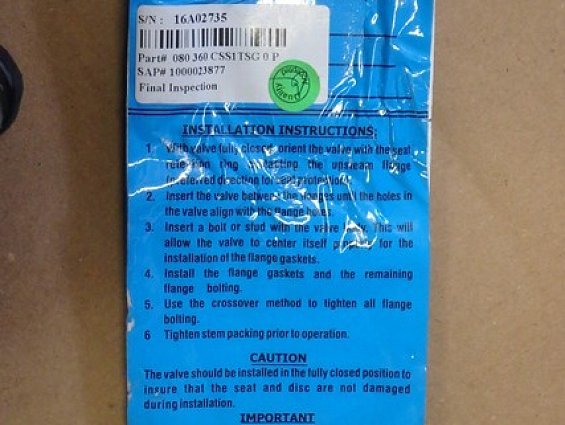 S/N : 16A02735
Part# 080 360 CSS1TSG 0 P
SAP# 1000023877
Final Inspection
INSTALLATION INSTRUCTIONS:
1. With valve fully closed, orient the valve with the seat
retention ring contacting the upstream flange
(preferred direction for seat protection).
2. Insert the valve between the flanges until the holes in
the valve align with the flange holes.
3. Insert a bolt or stud with the valve This will
allow the valve to center itself for the
installation of the flange gaskets.
4. Install the flange gaskets and the remaining
flange bolting.
5. Use the crossover method to tighten all flange
bolting.
6 Tighten stem packing prior to operation.
CAUTION
The valve should be installed in the fully closed position to
insure that the seat and disc are not damaged
during installation.
IMPORTANT